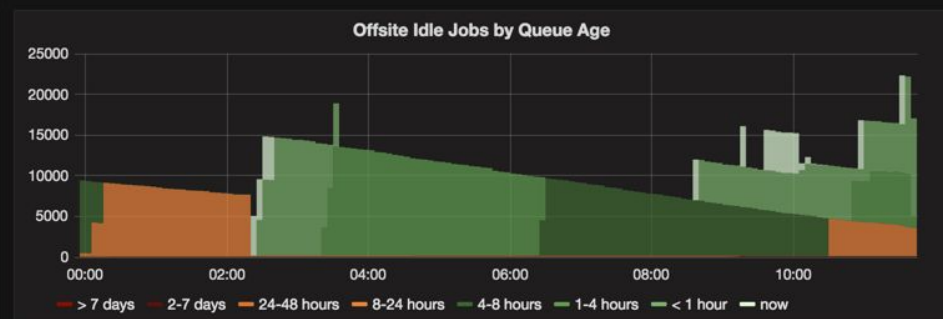 Offsite Idle Jobs by Queue Age
25000
20000
15000
10000
5000
0
00:00 02:00 04:00 06:00 08:00 10:00
> 7 days 2-7 days 24-48 hours 8-24 hours 4-8 hours 1-4 hours < 1 hour now